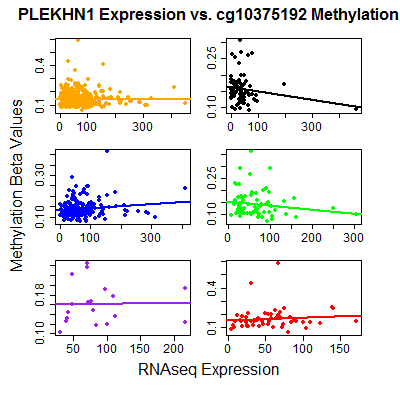 PLEKHN1 Expression vs. cg10375192 Methylation
Methylation Beta Values
0.1 0.4
0 100 300
0.10 0.25
0 100 300
0.10 0.30
0 100 300
0.10 0.25
0 100 200 300
0.10 0.18
50 100 150 200
0.1 0.4
0 50 100 150
RNAseq Expression